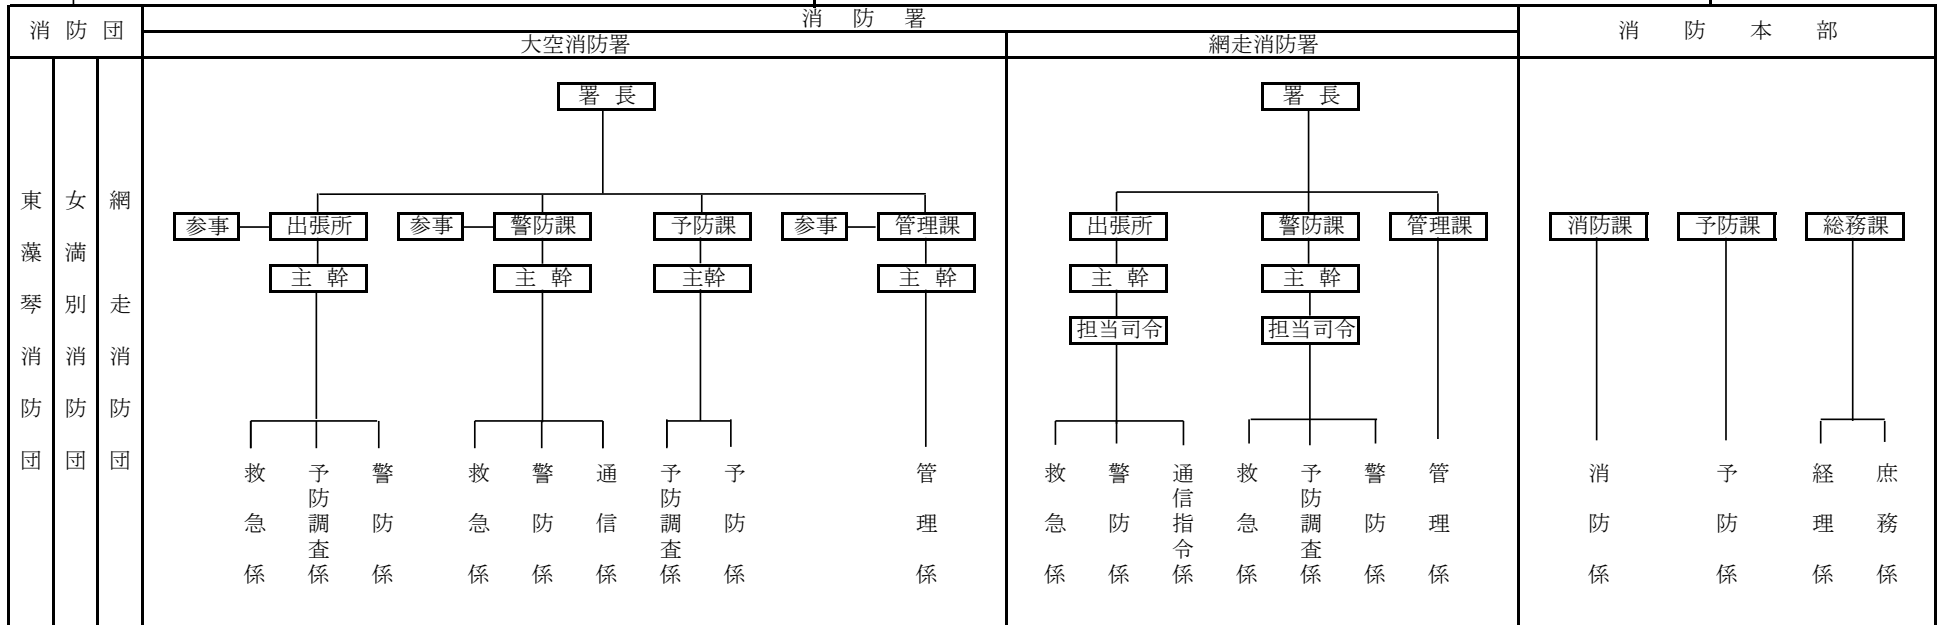 消防団
消防署
消防本部
大空消防署
網走消防署
東藻琴消防団
女満別消防団
網走消防団
署長
参事
出張所
参事
警防課
予防課
参事
管理課
主幹
主幹
主幹
主幹
救急係
予防調査係
警防係
救急係
警防係
通信係
予防調査係
予防係
管理係
署長
出張所
警防課
管理課
主幹
主幹
担当司令
担当司令
救急係
警防係
通信指令係
救急係
予防調査係
警防係
管理係
消防課
予防課
総務課
消防係
予防係
経理係
庶務係